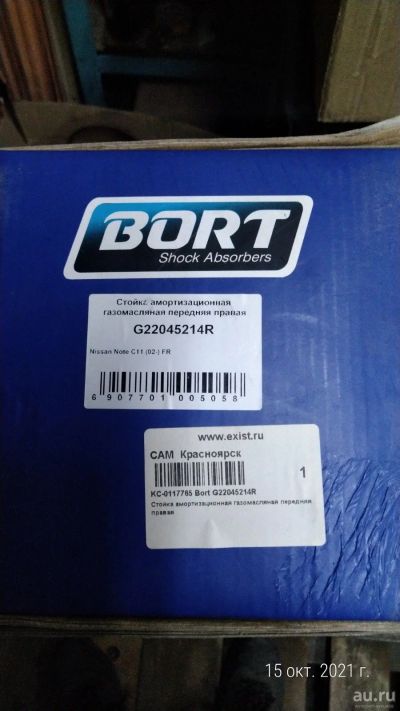 BORT
Shock Absorbers
Стойка амортизационная
газомасляная передняя правая
G22045214R
Nissan Note C11 (02-) FR
6 907701 005058
www.exist.ru
САМ Красноярск
1
KC-0117765 Bort G22045214R
Стойка амортизационная газомасляная передняя
правая
15 окт. 2021 г.
au.ru